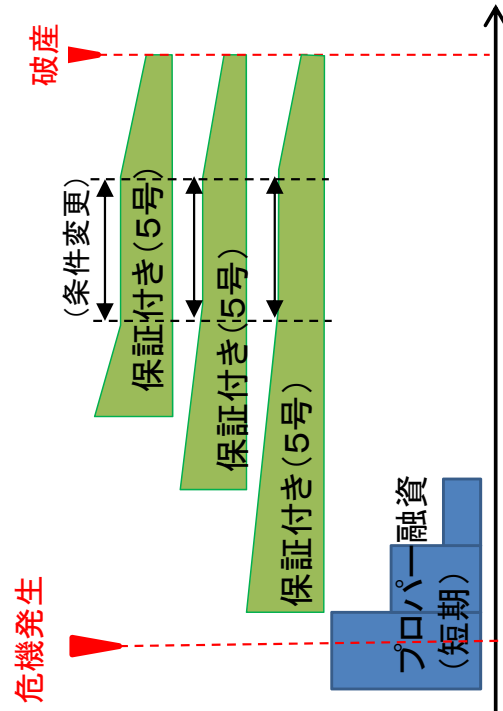 危機発生
破産
(条件変更)
保証付き(5号)
保証付き(5号)
保証付き(5号)
プロパー融資
(短期)